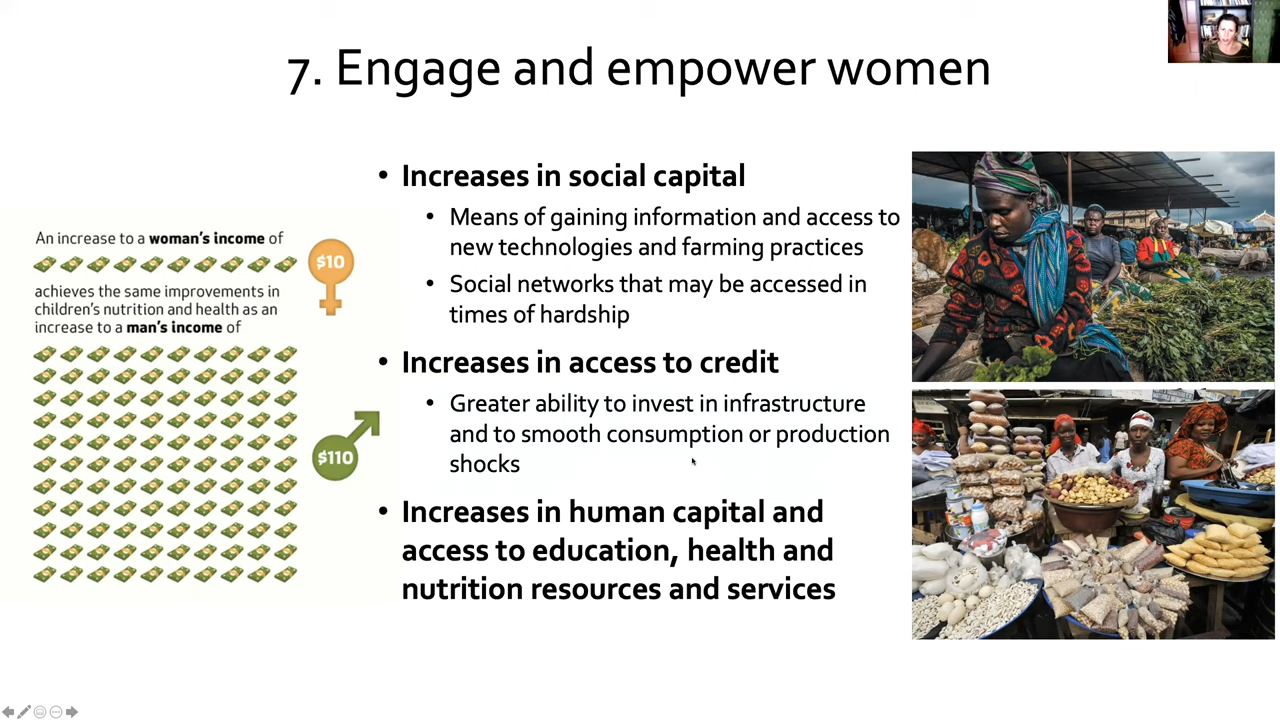 7. Engage and empower women
An increase to a woman's income of
$10
achieves the same improvements in
children's nutrition and health as an
increase to a man's income of
$110
• Increases in social capital
• Means of gaining information and access to
new technologies and farming practices
• Social networks that may be accessed in
times of hardship
• Increases in access to credit
• Greater ability to invest in infrastructure
and to smooth consumption or production
shocks
• Increases in human capital and
access to education, health and
nutrition resources and services